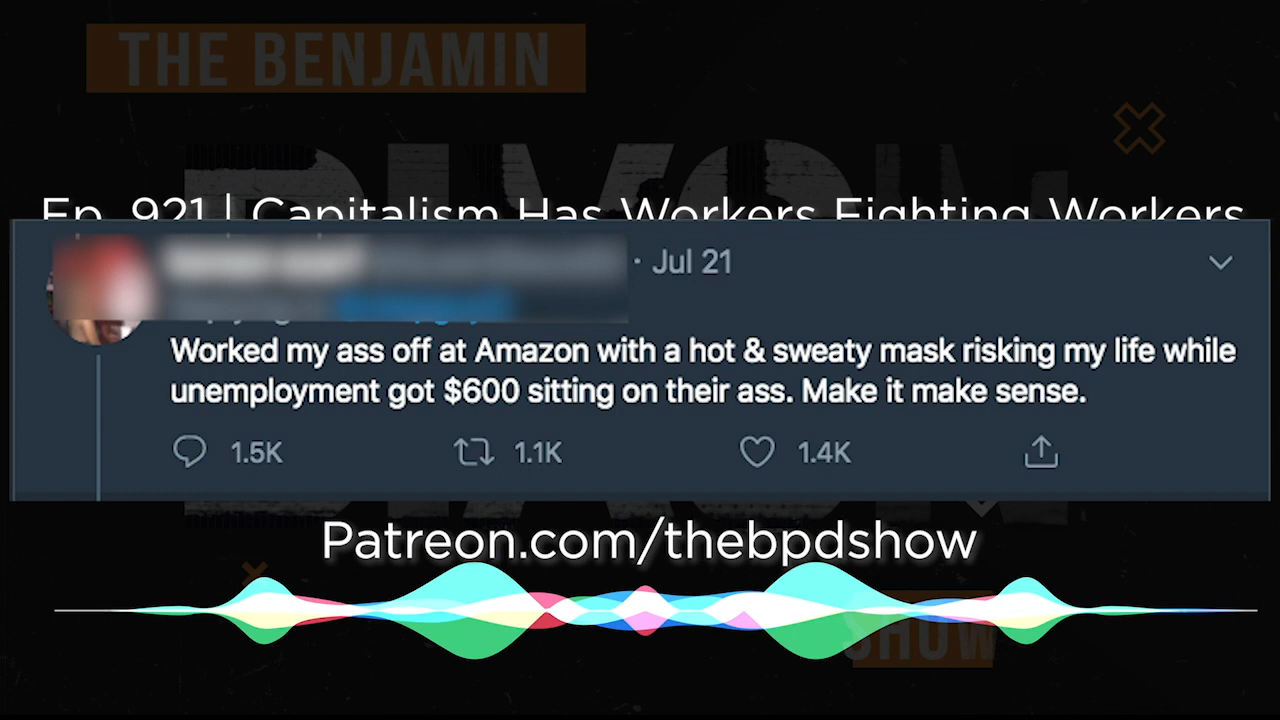 THE BENJAMIN
DIXON
Ep. 921 | Capitalism Has Workers Fighting Workers
· Jul 21
Worked my ass off at Amazon with a hot & sweaty mask risking my life while
unemployment got $600 sitting on their ass. Make it make sense.
1.5K 1.1K 1.4K
Patreon.com/thebpdshow
SHOW